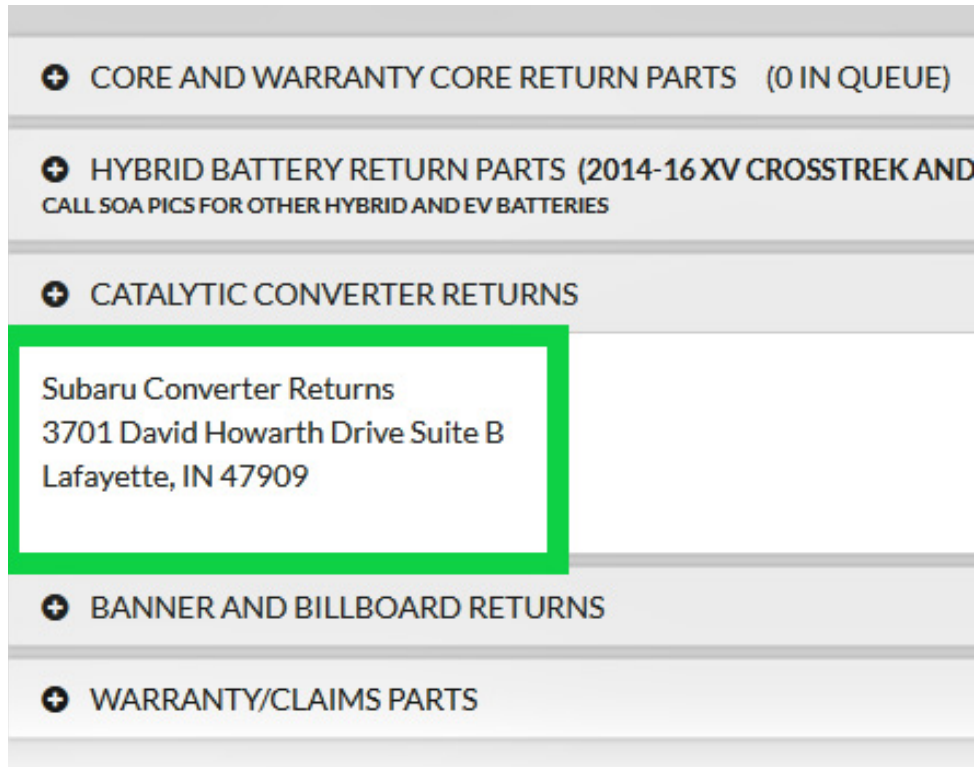 CORE AND WARRANTY CORE RETURN PARTS (0 IN QUEUE)
HYBRID BATTERY RETURN PARTS (2014-16 XV CROSSTREK AND
CALL SOA PICS FOR OTHER HYBRID AND EV BATTERIES
CATALYTIC CONVERTER RETURNS
Subaru Converter Returns
3701 David Howarth Drive Suite B
Lafayette, IN 47909
BANNER AND BILLBOARD RETURNS
WARRANTY/CLAIMS PARTS